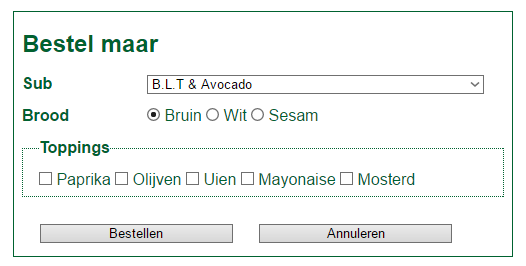 Bestel maar
Sub B.L.T & Avocado
Brood Bruin Wit Sesam
Toppings
Paprika Olijven Uien Mayonaise Mosterd
Bestellen Annuleren